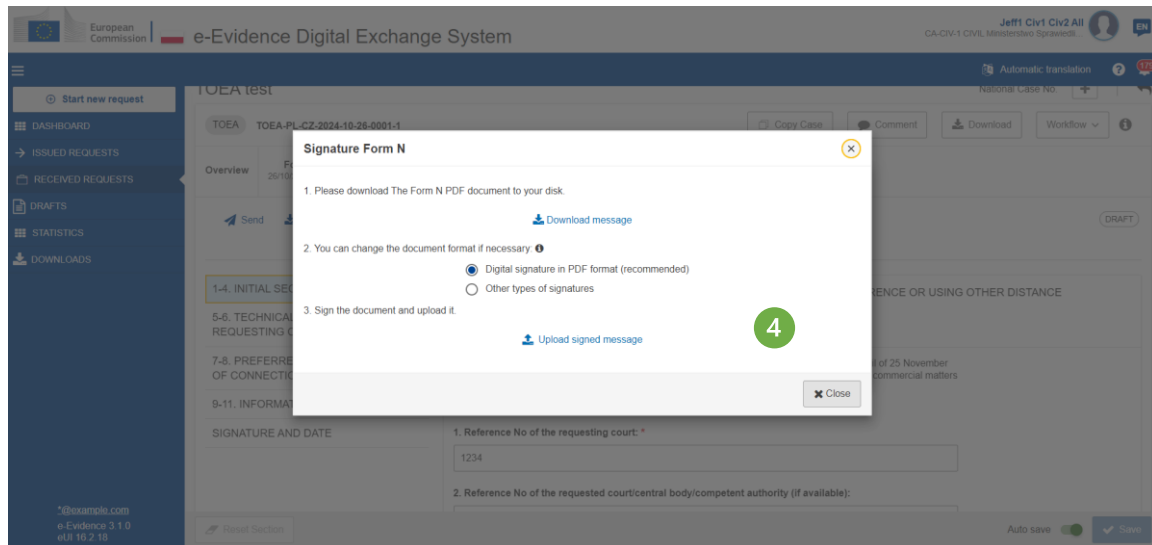 European
Commission
e-Evidence Digital Exchange System
Jeff1 Civ1 Civ2 All
CA-CIV-1 CIVIL Ministerstwo Sprawiedli...
EN
Automatic translation
Start new request
DASHBOARD
ISSUED REQUESTS
RECEIVED REQUESTS
DRAFTS
STATISTICS
DOWNLOADS
*@example.com
e-Evidence 3.1.0
eUI 16.2.18
TOEA test
National Case No.
TOEA TOEA-PL-CZ-2024-10-26-0001-1
Copy Case
Comment
Download
Workflow
Overview
26/10/
Send
DRAFT
Signature Form N
1. Please download The Form N PDF document to your disk.
Download message
2. You can change the document format if necessary:
Digital signature in PDF format (recommended)
Other types of signatures
3. Sign the document and upload it.
Upload signed message
4
Close
1-4. INITIAL SEC
5-6. TECHNICAL
REQUESTING C
7-8. PREFERRE
OF CONNECTIO
9-11. INFORMAT
SIGNATURE AND DATE
RENCE OR USING OTHER DISTANCE
of 25 November
commercial matters
1. Reference No of the requesting court: *
1234
2. Reference No of the requested court/central body/competent authority (if available):
Reset Section
Auto save
Save